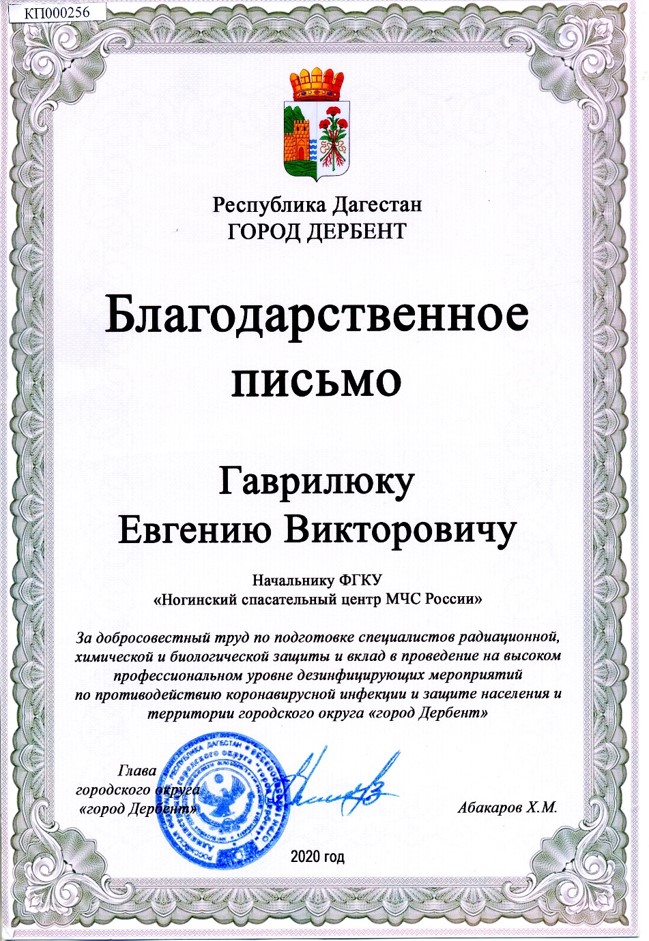 КП000256
Республика Дагестан
ГОРОД ДЕРБЕНТ
Благодарственное
письмо
Гаврилюку
Евгению Викторовичу
Начальнику ФГКУ
«Ногинский спасательный центр МЧС России»
За добросовестный труд по подготовке специалистов радиационной,
химической и биологической защиты и вклад в проведение на высоком
профессиональном уровне дезинфицирующих мероприятий
по противодействию коронавирусной инфекции и защите населения и
территории городского округа «город Дербент»
Глава
городского округа
«город Дербент»
Абакаров Х.М.
2020 год